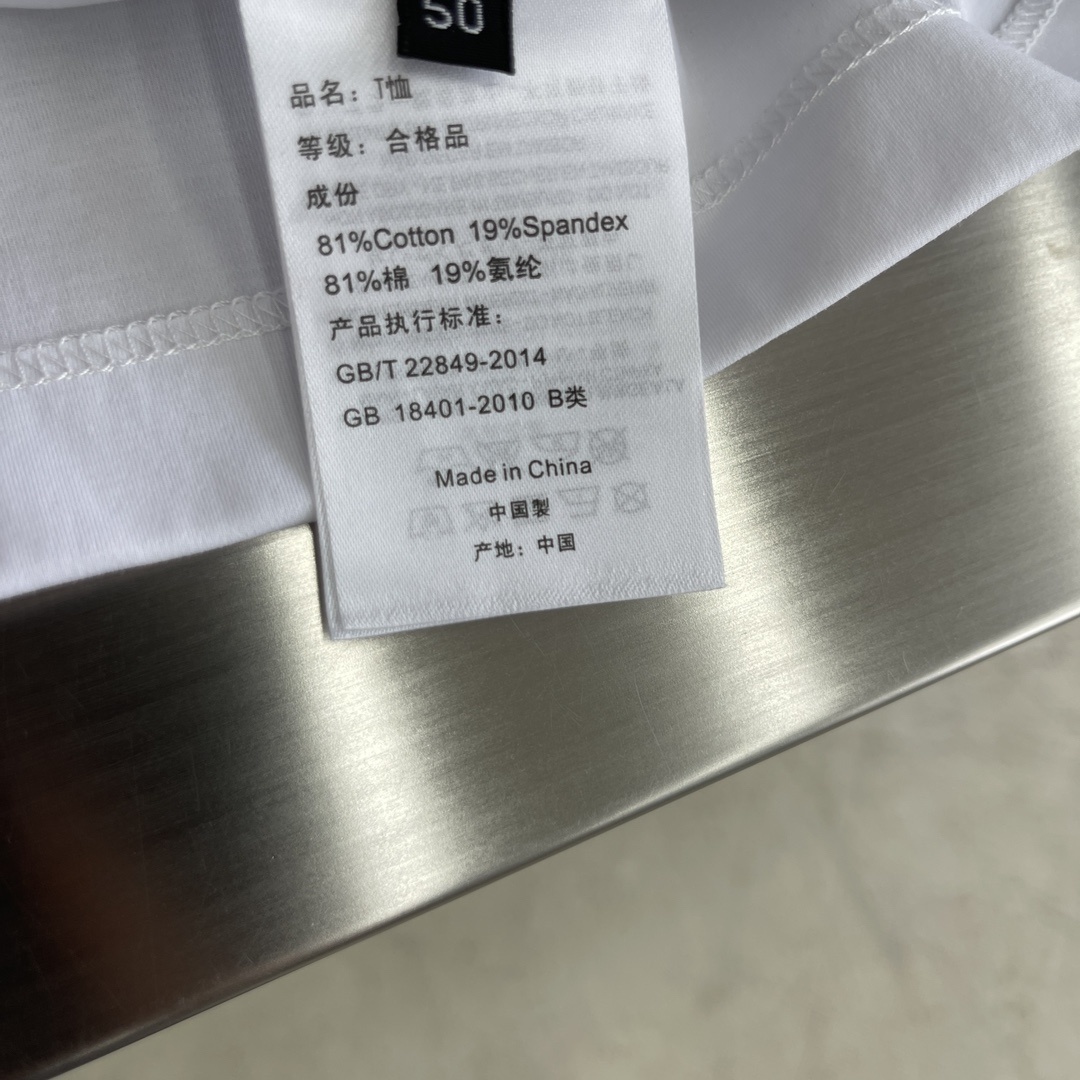 50
品名：T恤
等级：合格品
成份
81%Cotton 19%Spandex
81%棉 19%氨纶
产品执行标准：
GB/T 22849-2014
GB 18401-2010 B类
Made in China
中国製
产地：中国